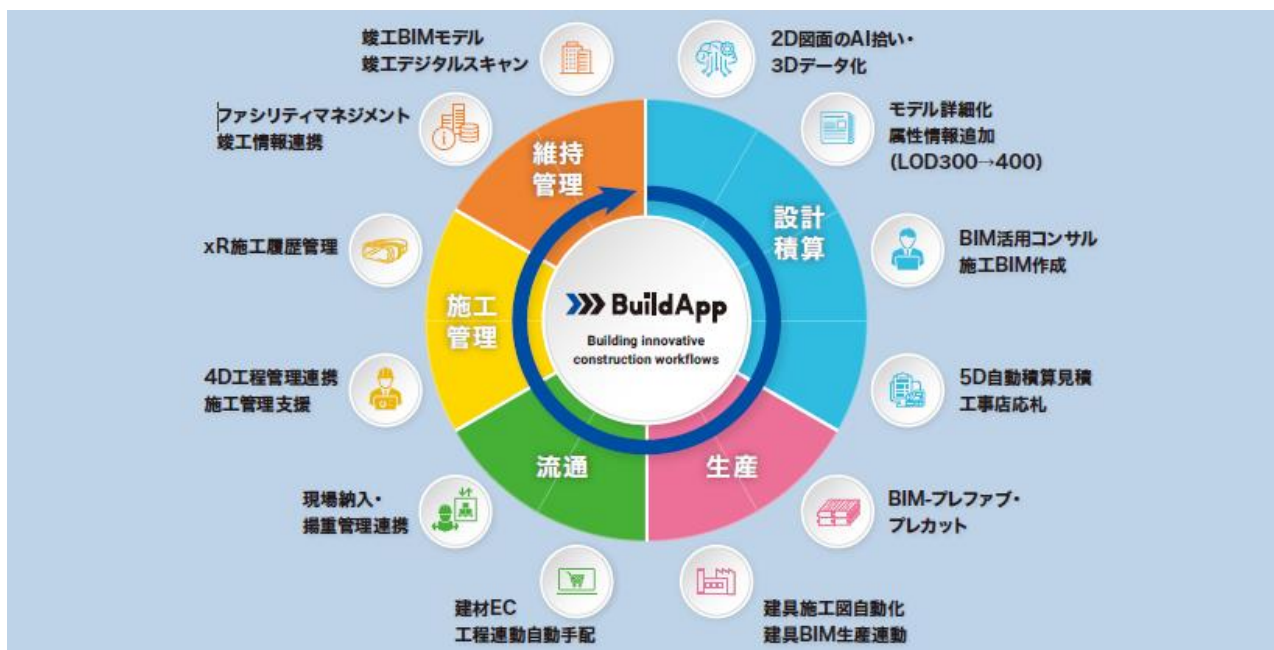 竣工BIMモデル
竣工デジタルスキャン
2D図面のAI拾い・
3Dデータ化
ファシリティマネジメント
竣工情報連携
モデル詳細化
属性情報追加
(LOD300→400)
維持
管理
設計
積算
xR施工履歴管理
BIM活用コンサル
施工BIM作成
施工
管理
BuildApp
Building innovative
construction workflows
4D工程管理連携
施工管理支援
5D自動積算見積
工事店応札
流通
生産
現場納入・
揚重管理連携
BIM-プレファブ・
プレカット
建材EC
工程連動自動手配
建具施工図自動化
建具BIM生産連動